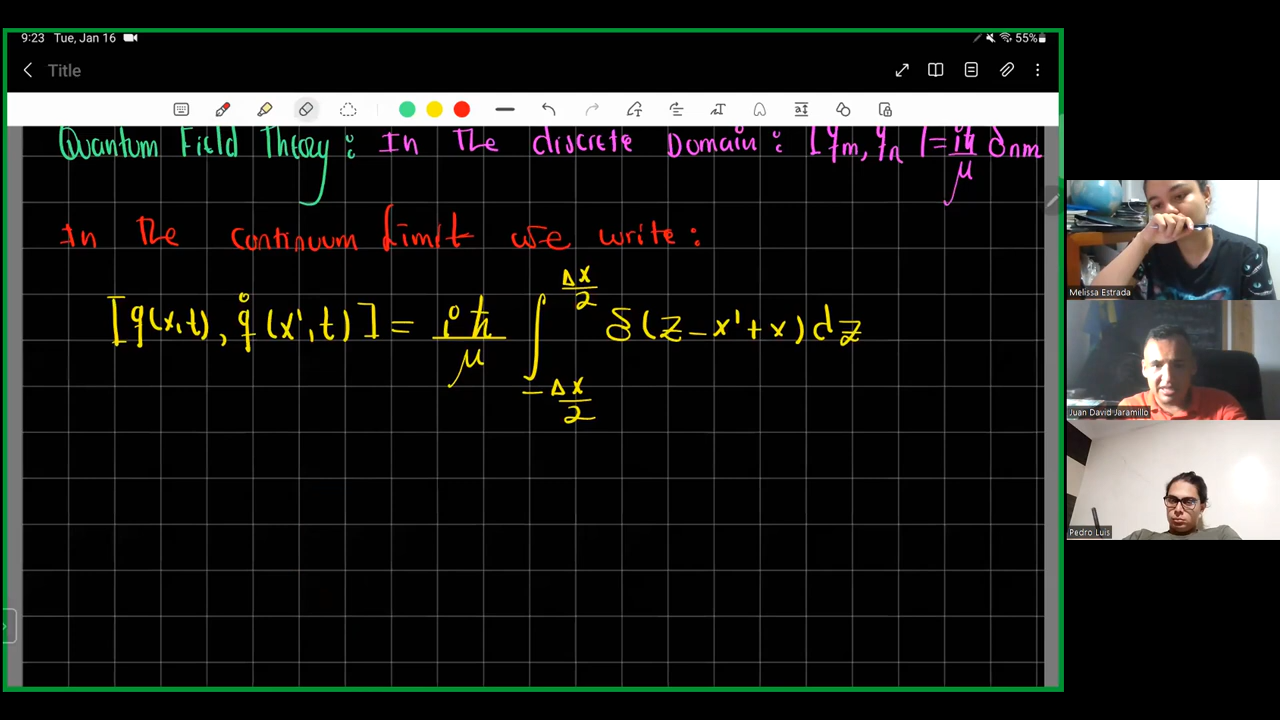 9:23 Tue, Jan 16 55%
Title
Quantum Field Theory: In the discrete Domain: [q̇m, qn] = iħ/μ δnm
In the continuum limit we write:
[q(x,t), q̇(x',t)] = iħ/μ ∫_{-Δx/2}^{Δx/2} δ(z-x'+x)dz
Melissa Estrada
Juan David Jaramillo
Pedro Luis